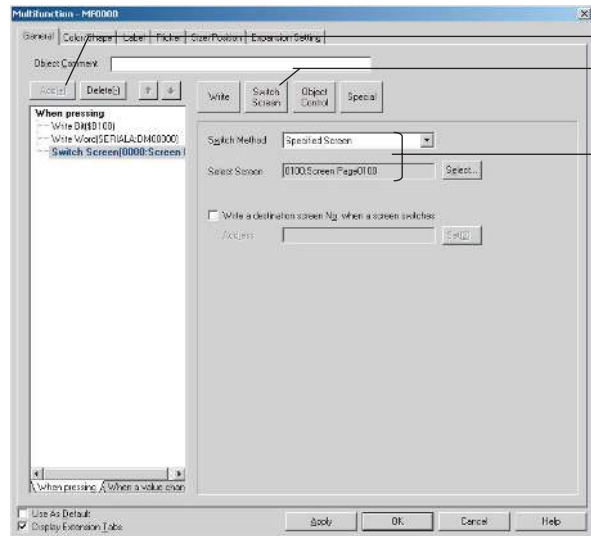 Multifunction - MF0000
General Color/Shape Label Flicker Size/Position Expansion Setting
Object Comment
Add(+) Delete(-)
When pressing
Write Bit($B100)
Write Word(SERIALA:DM00000)
Switch Screen(0000:Screen
Write
Switch Screen
Object Control
Special
Switch Method Specified Screen
Select Screen 0100:Screen Page0100 Select...
Write a destination screen No. when a screen switches
Address
When pressing When a value chan
Use As Default
Display Extension Tabs
Apply OK Cancel Help